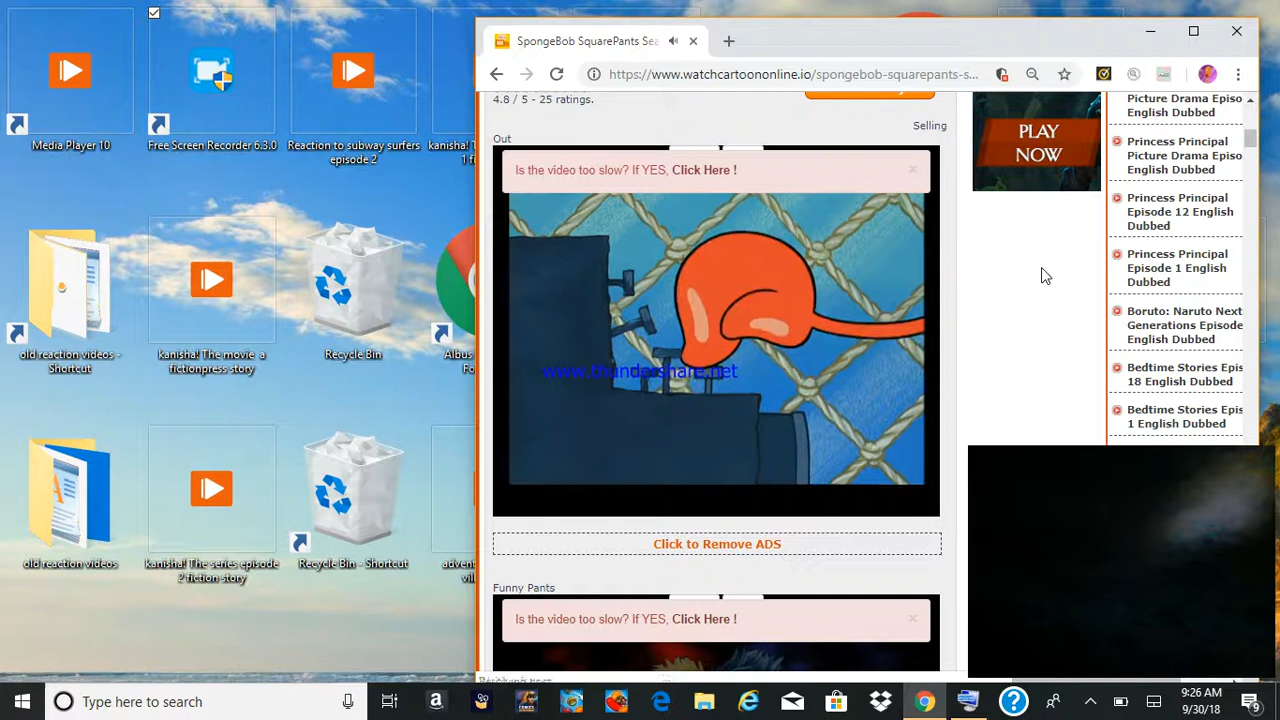 SpongeBob SquarePants Sea
https://www.watchcartoononline.io/spongebob-squarepants-s...
4.8 / 5 - 25 ratings.
Selling
Out
Is the video too slow? If YES, Click Here !
www.thundershare.net
Click to Remove ADS
Funny Pants
Is the video too slow? If YES, Click Here !
PLAY
NOW
Picture Drama Episo
English Dubbed
Princess Principal
Picture Drama Episo
English Dubbed
Princess Principal
Episode 12 English
Dubbed
Princess Principal
Episode 1 English
Dubbed
Boruto: Naruto Next
Generations Episode
English Dubbed
Bedtime Stories Epis
18 English Dubbed
Bedtime Stories Epis
1 English Dubbed
Media Player 10
Free Screen Recorder 6.3.0
Reaction to subway surfers
episode 2
kanisha!
1 f
old reaction videos -
Shortcut
kanisha! The movie a
fictionpress story
Recycle Bin
Albus
Fo
old reaction videos
kanisha! The series episode
2 fiction story
Recycle Bin - Shortcut
advent
vill
Type here to search
9:26 AM
9/30/18